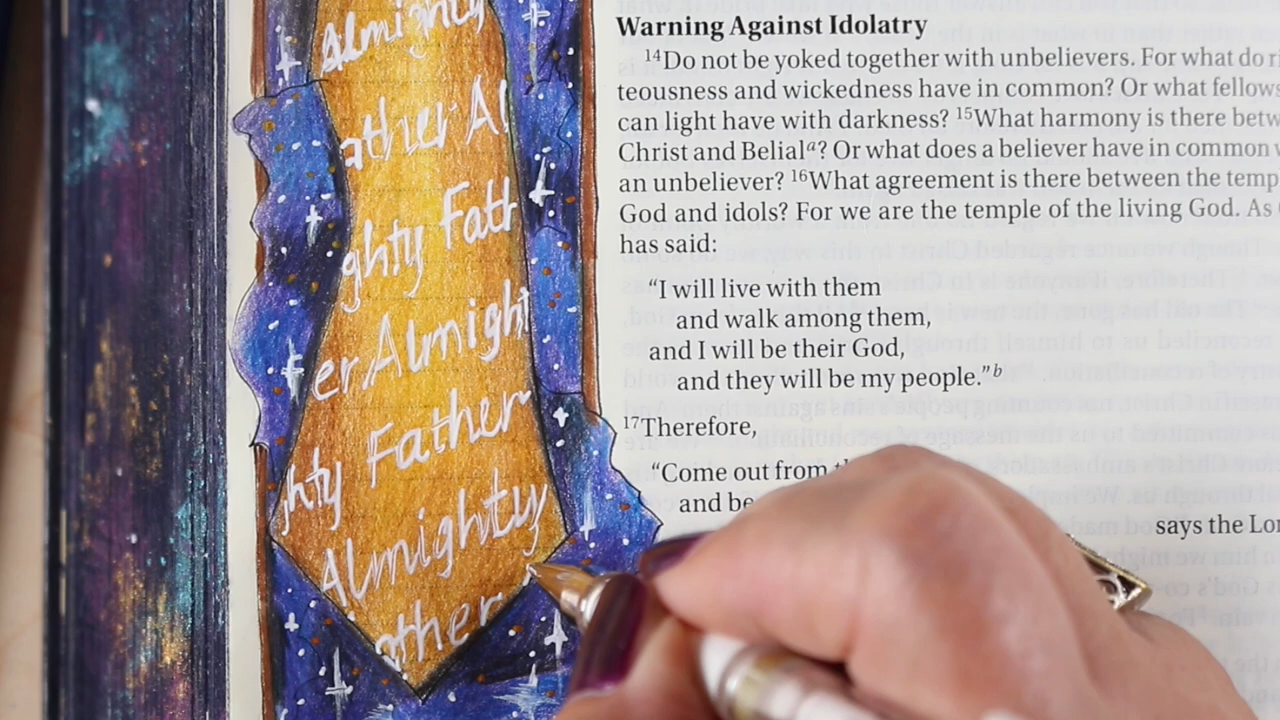 Almighty
ather Al
ghty Fath
er Almight
hty Father
Almighty
ather
Warning Against Idolatry
14Do not be yoked together with unbelievers. For what do
teousness and wickedness have in common? Or what fellows
can light have with darkness? 15What harmony is there betw
Christ and Beliala? Or what does a believer have in common
an unbeliever? 16What agreement is there between the temp
God and idols? For we are the temple of the living God. As
has said:
“I will live with them
and walk among them,
and I will be their God,
and they will be my people.”b
17Therefore,
“Come out from
and be
says the Lo